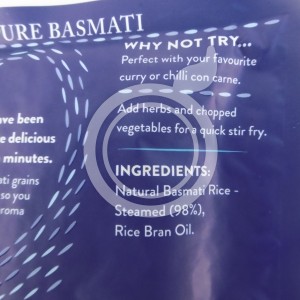 URE BASMATI
WHY NOT TRY...
Perfect with your favourite
curry or chilli con carne.
Add herbs and chopped
vegetables for a quick stir fry.
INGREDIENTS:
Natural Basmati Rice -
Steamed (98%),
Rice Bran Oil.
ave been
e delicious
minutes.
ati grains
so you
roma